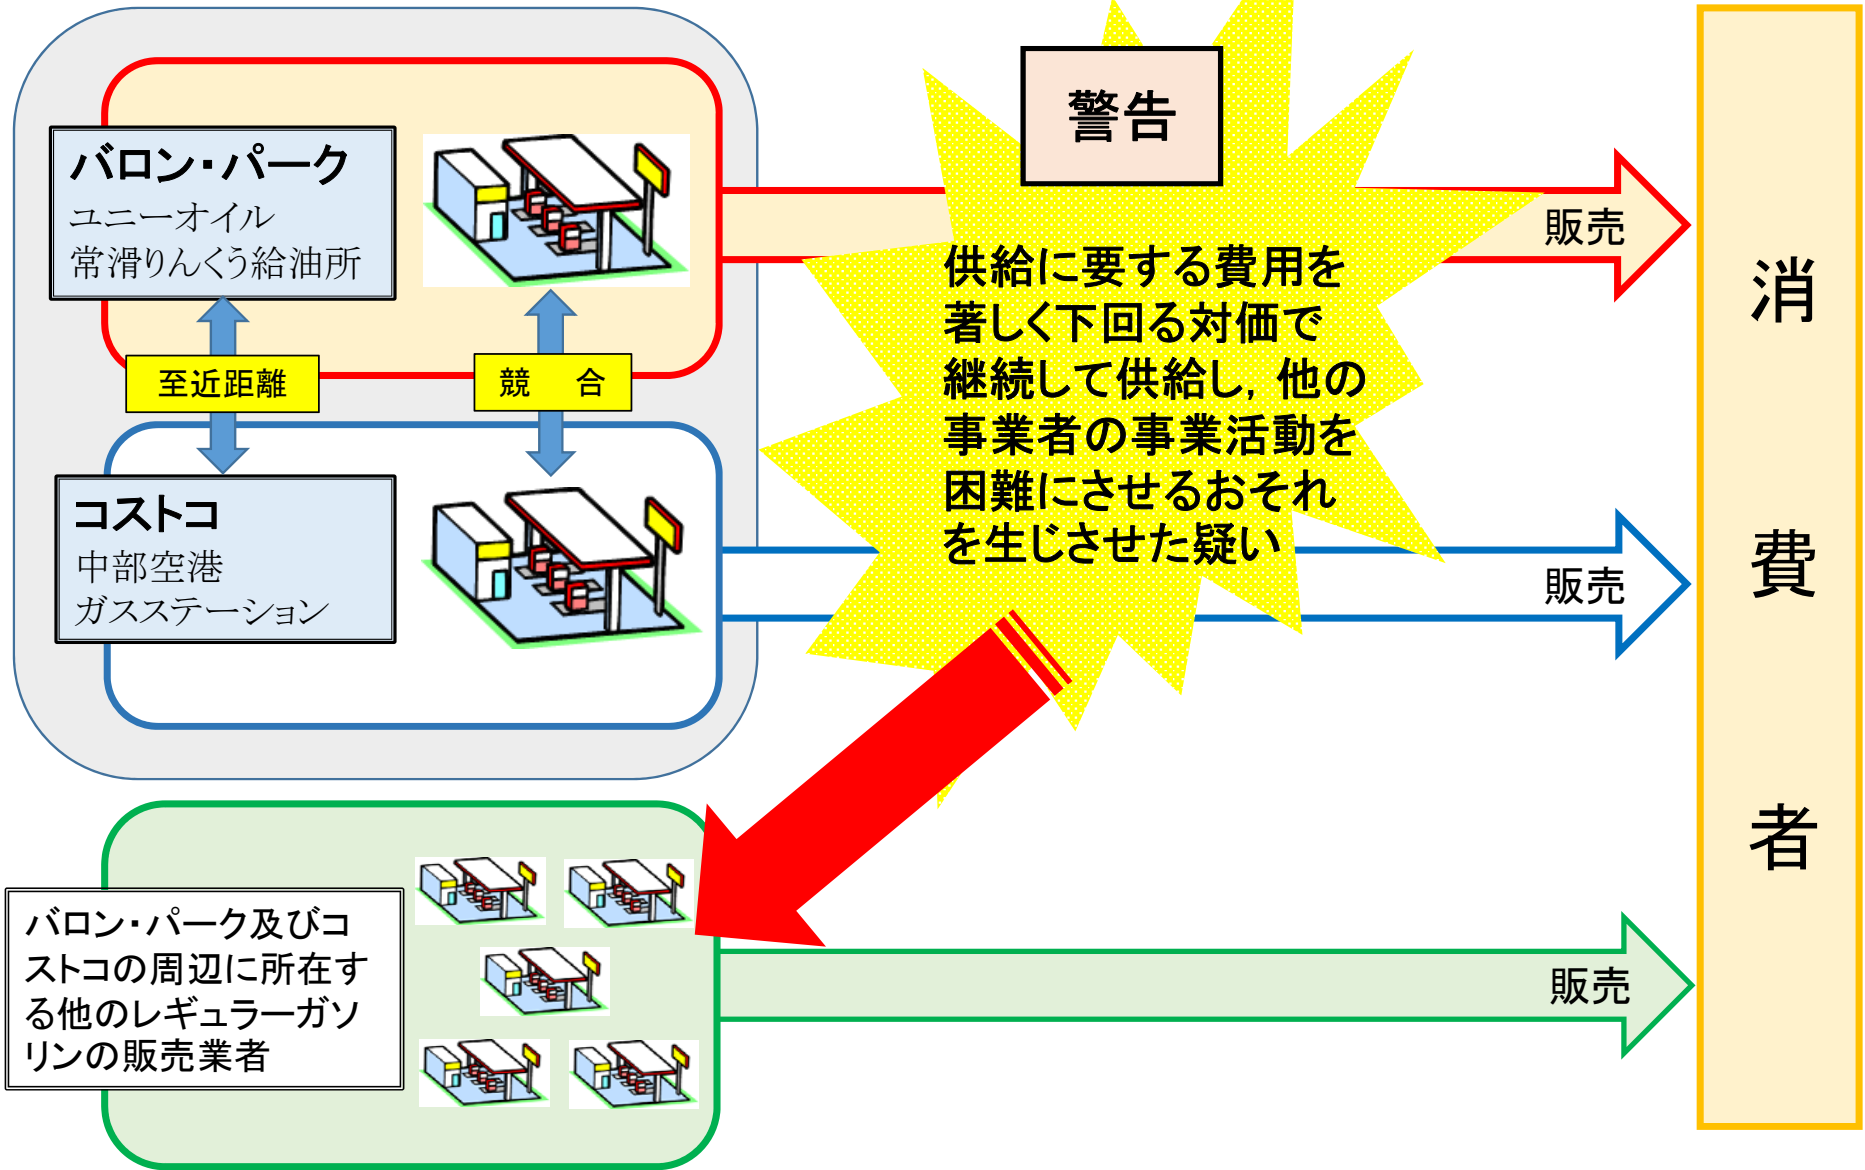 警告
バロン・パーク
ユニーオイル
常滑りんくう給油所
至近距離
競　合
コストコ
中部空港
ガスステーション
供給に要する費用を
著しく下回る対価で
継続して供給し，他の
事業者の事業活動を
困難にさせるおそれ
を生じさせた疑い
販売
販売
販売
バロン・パーク及びコ
ストコの周辺に所在す
る他のレギュラーガソ
リンの販売業者
消
費
者